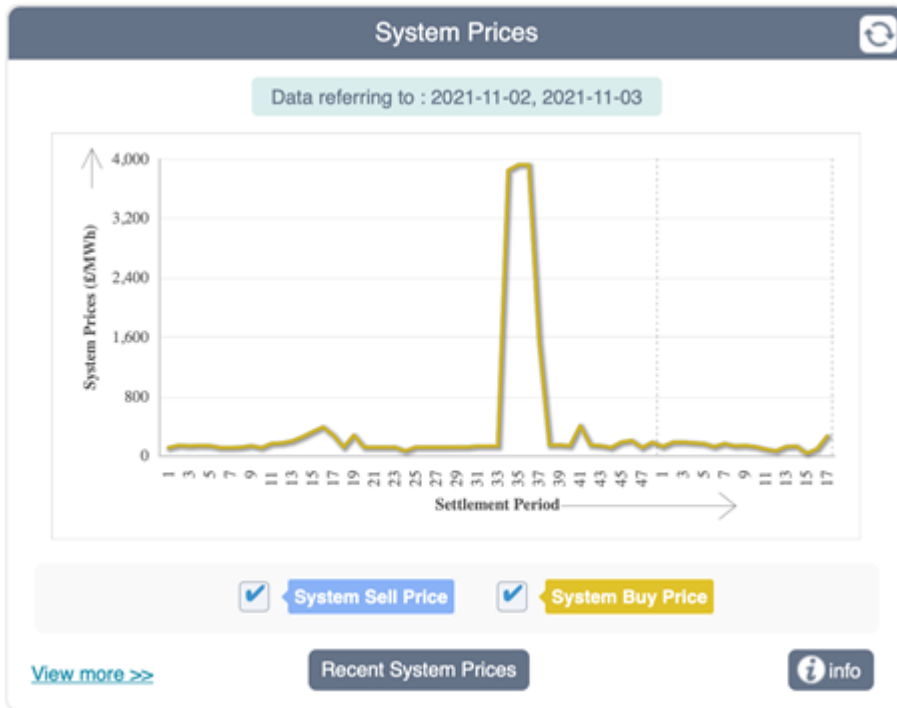 System Prices
Data referring to : 2021-11-02, 2021-11-03
System Prices (£/MWh)
4,000
3,200
2,400
1,600
800
0
1 3 5 7 9 11 13 15 17 19 21 23 25 27 29 31 33 35 37 39 41 43 45 47 1 3 5 7 9 11 13 15 17
Settlement Period
System Sell Price
System Buy Price
View more >>
Recent System Prices
i info